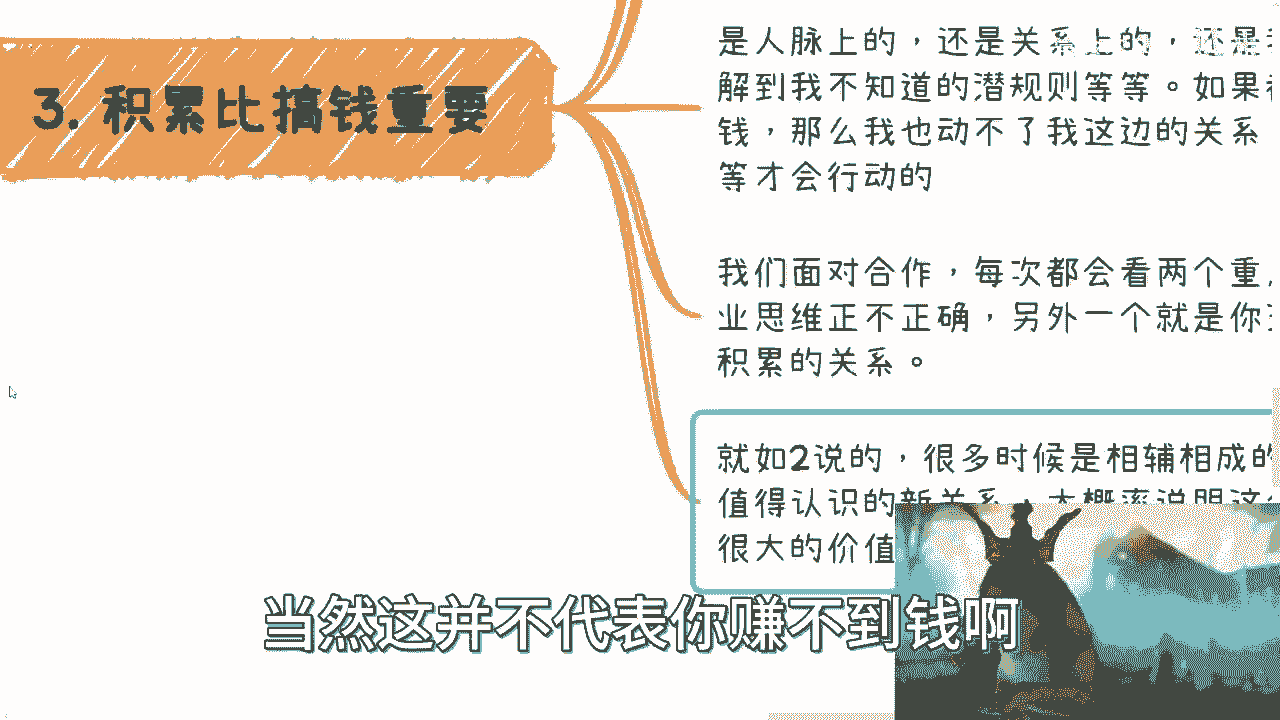 3. 积累比搞钱重要
是人脉上的，还是关系上的，还是
解到我不知道的潜规则等等。如果
钱，那么我也动不了我这边的关系
等才会行动的
我们面对合作，每次都会看两个重
业思维正不正确，另外一个就是你
积累的关系。
就如2说的，很多时候是相辅相成的
值得认识的新关系，大概率说明这
很大的价值
当然这并不代表你赚不到钱啊